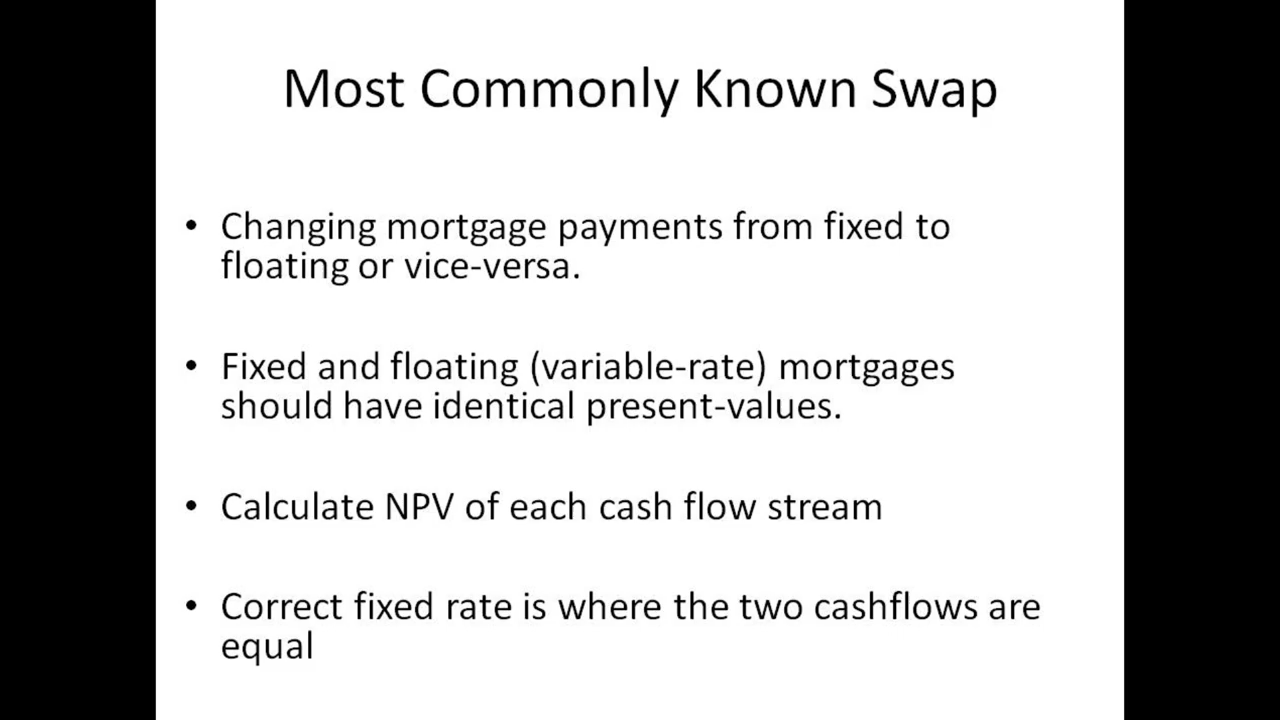 Most Commonly Known Swap
• Changing mortgage payments from fixed to
floating or vice-versa.
• Fixed and floating (variable-rate) mortgages
should have identical present-values.
• Calculate NPV of each cash flow stream
• Correct fixed rate is where the two cashflows are
equal